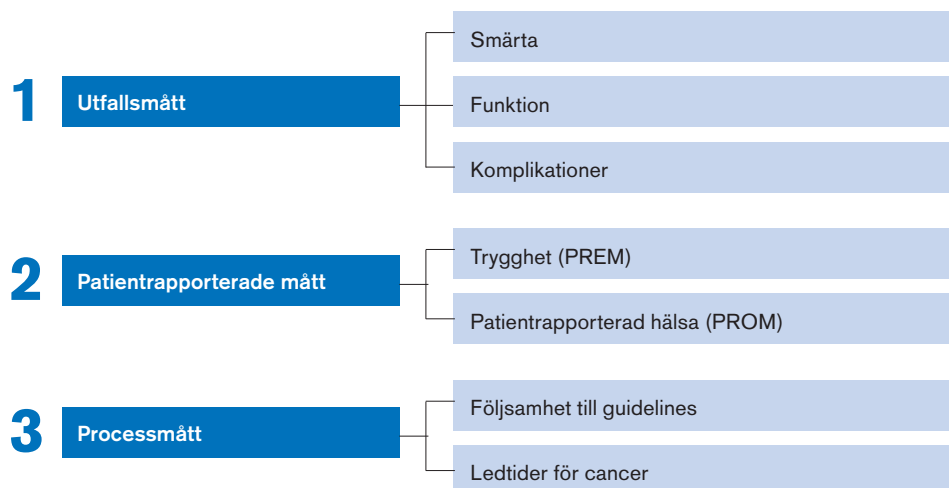 1
Utfallsmått
Smärta
Funktion
Komplikationer
2
Patientrapporterade mått
Trygghet (PREM)
Patientrapporterad hälsa (PROM)
3
Processmått
Följsamhet till guidelines
Ledtider för cancer